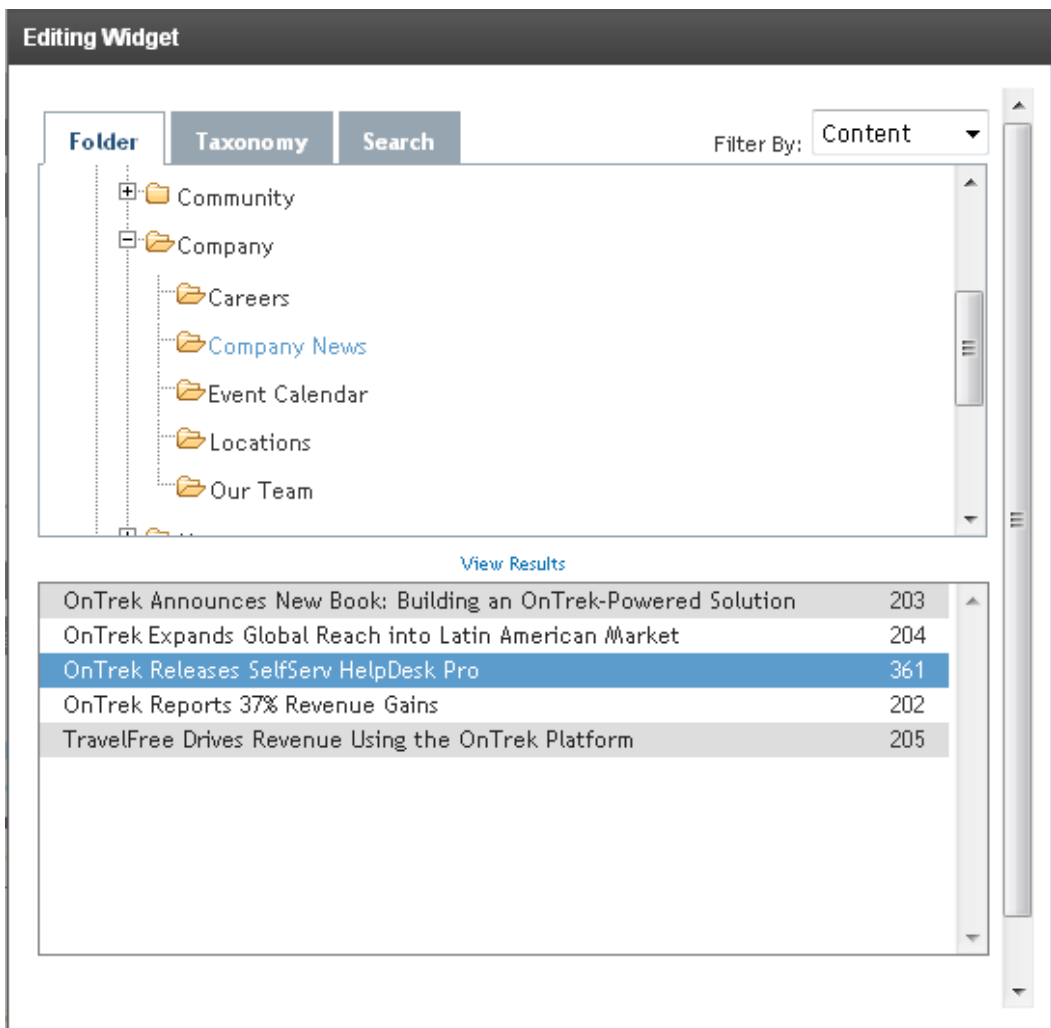 Editing Widget
Folder Taxonomy Search Filter By: Content
Community
Company
Careers
Company News
Event Calendar
Locations
Our Team
View Results
OnTrek Announces New Book: Building an OnTrek-Powered Solution 203
OnTrek Expands Global Reach into Latin American Market 204
OnTrek Releases SelfServ HelpDesk Pro 361
OnTrek Reports 37% Revenue Gains 202
TravelFree Drives Revenue Using the OnTrek Platform 205